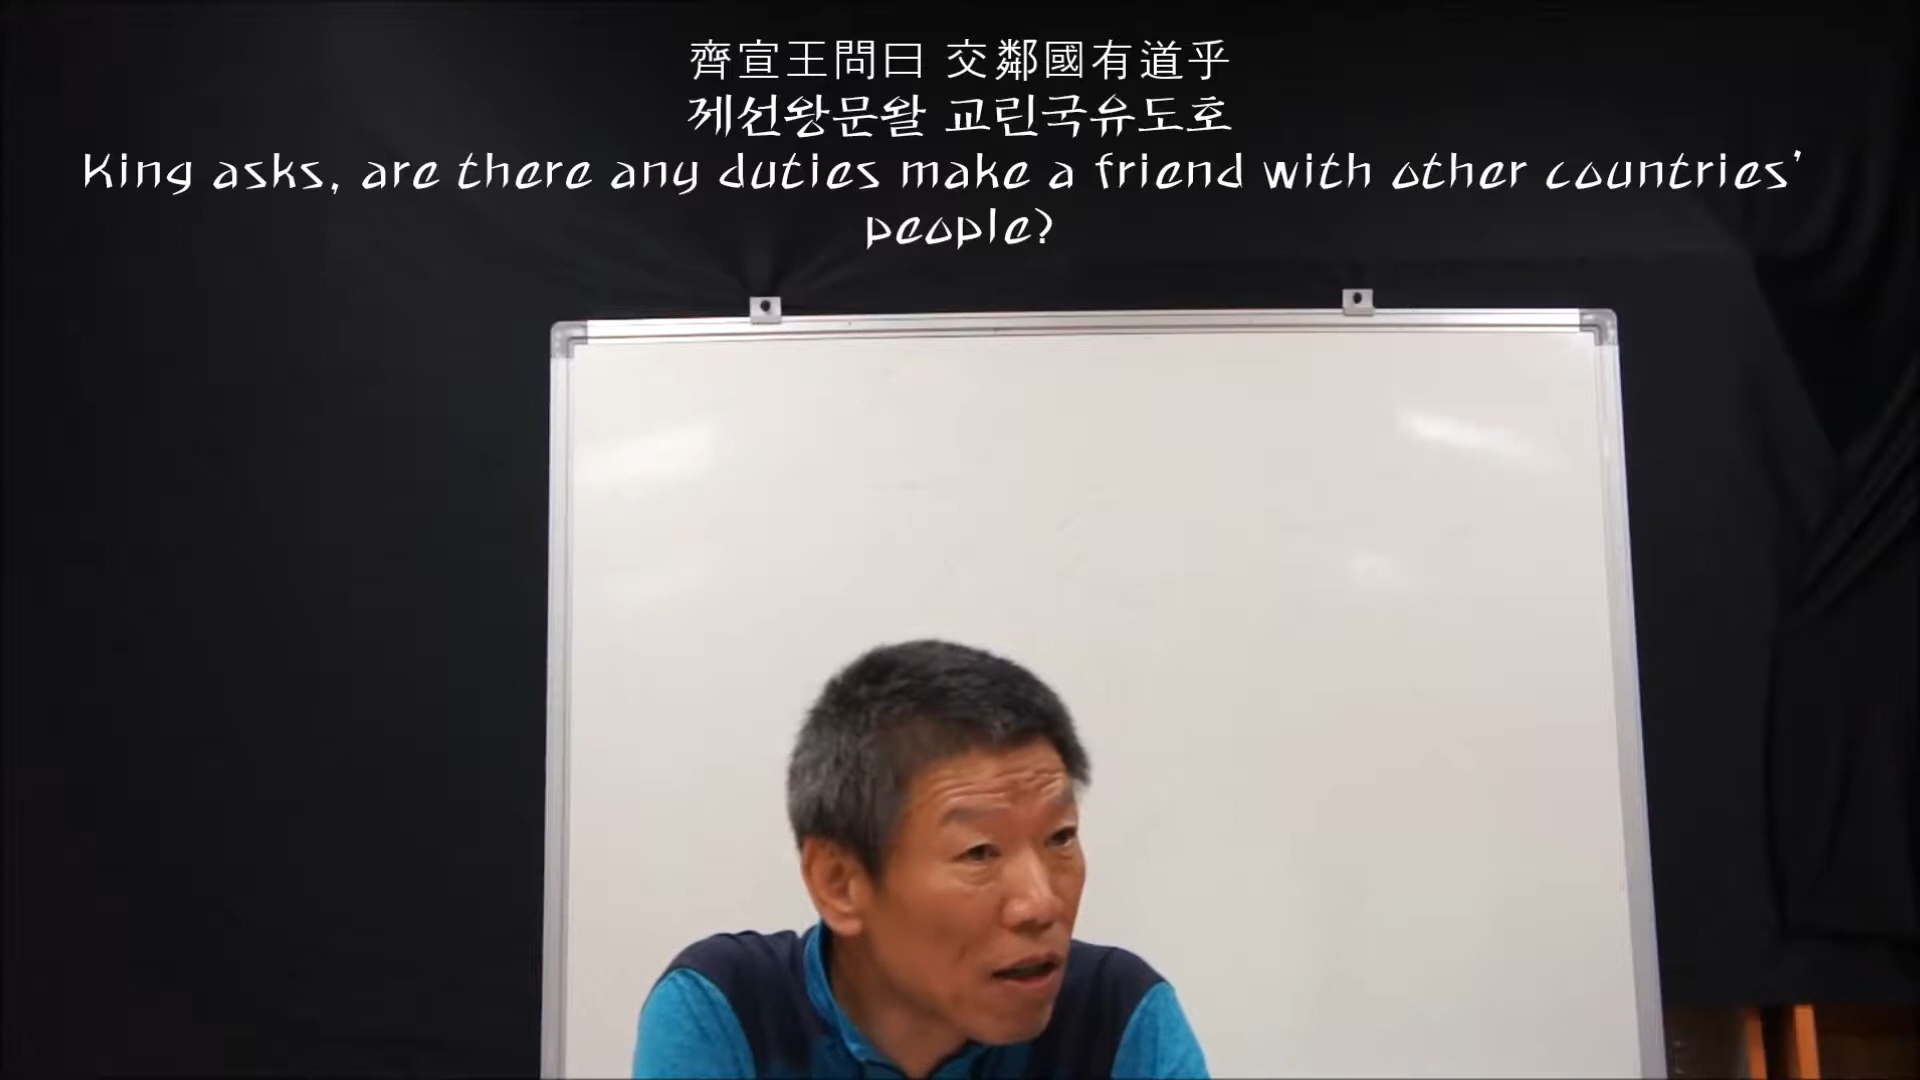 齊宣王問曰 交鄰國有道乎
제선왕문왈 교린국유도호
King asks, are there any duties make a friend with other countries'
people?